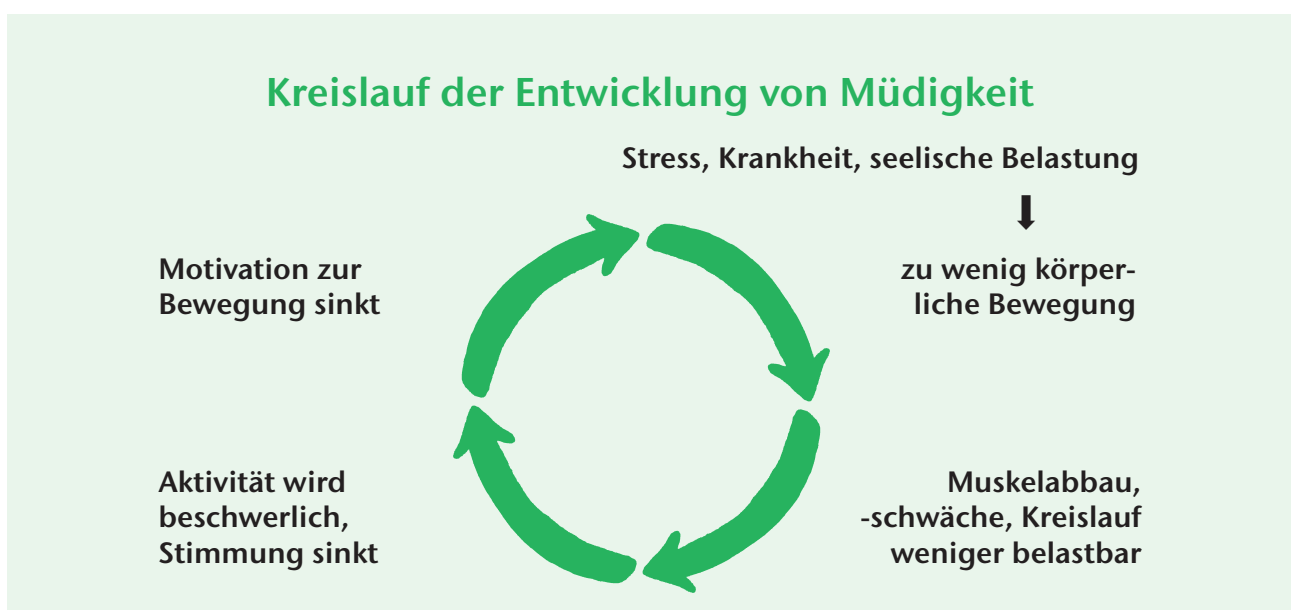 Kreislauf der Entwicklung von Müdigkeit
Stress, Krankheit, seelische Belastung
zu wenig körper-
liche Bewegung
Muskelabbau,
-schwäche, Kreislauf
weniger belastbar
Aktivität wird
beschwerlich,
Stimmung sinkt
Motivation zur
Bewegung sinkt